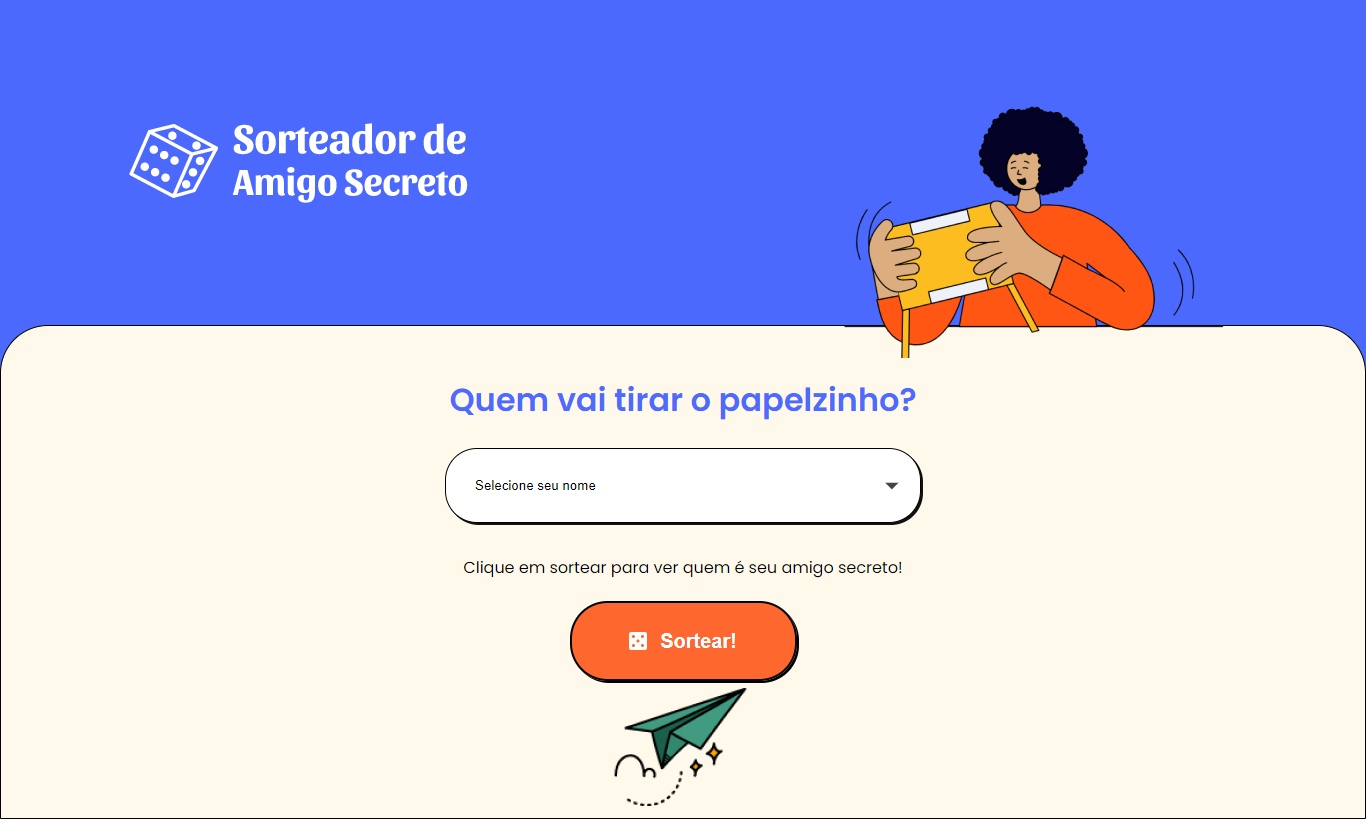 Sorteador de
Amigo Secreto
Quem vai tirar o papelzinho?
Selecione seu nome
Clique em sortear para ver quem é seu amigo secreto!
Sortear!